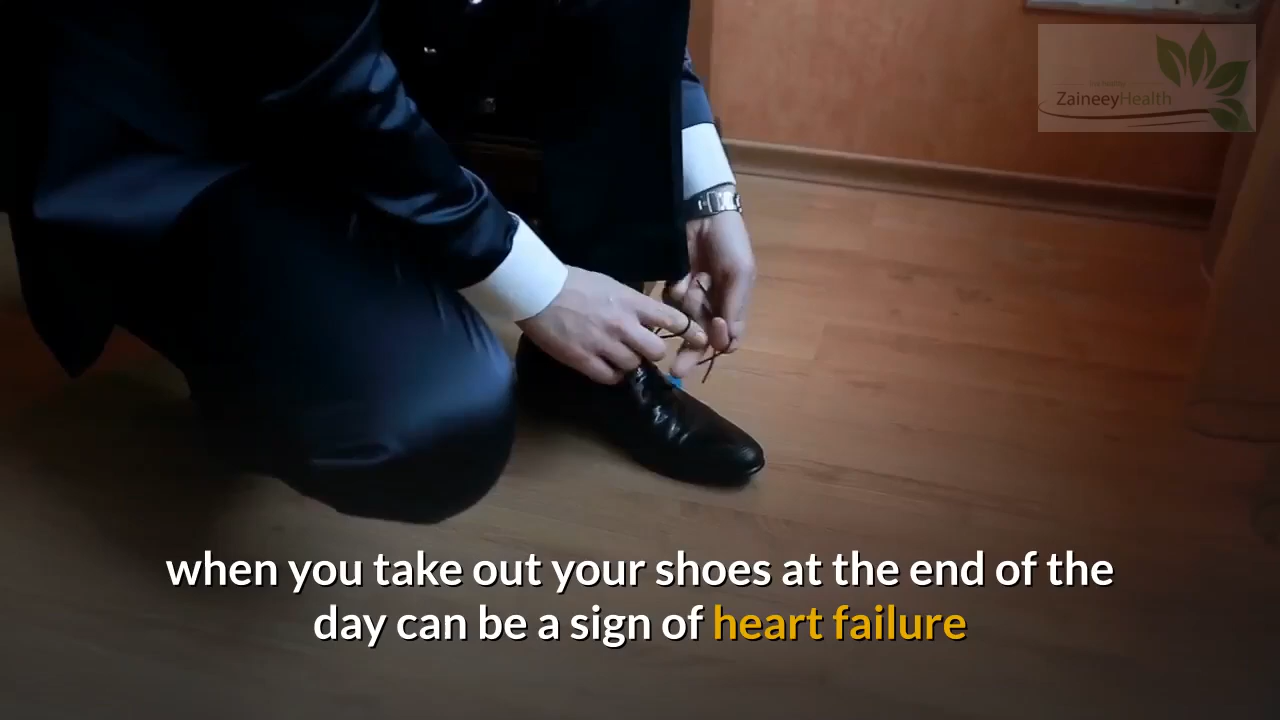 ZaineeyHealth
when you take out your shoes at the end of the
day can be a sign of heart failure